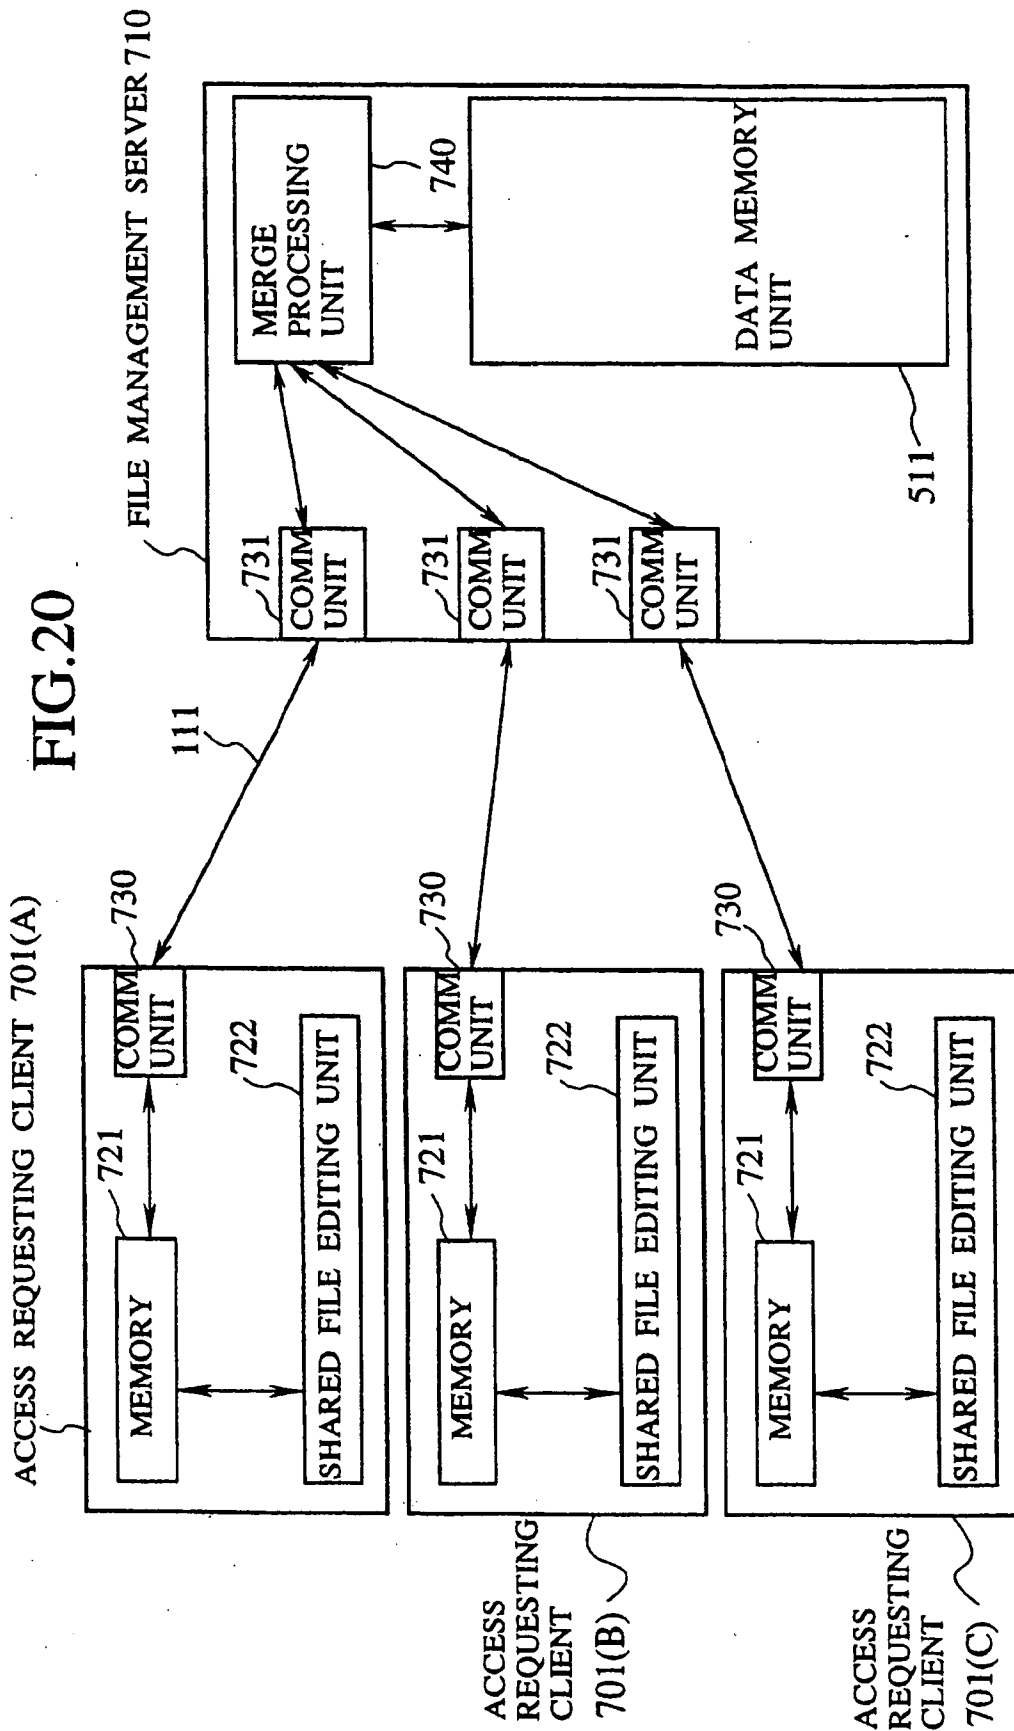 FIG.20
ACCESS REQUESTING CLIENT 701(A)
721
MEMORY
730
COMM
UNIT
722
SHARED FILE EDITING UNIT
ACCESS
REQUESTING
CLIENT
701(B)
721
MEMORY
730
COMM
UNIT
722
SHARED FILE EDITING UNIT
ACCESS
REQUESTING
CLIENT
701(C)
721
MEMORY
730
COMM
UNIT
722
SHARED FILE EDITING UNIT
111
FILE MANAGEMENT SERVER 710
731
COMM
UNIT
731
COMM
UNIT
731
COMM
UNIT
MERGE
PROCESSING
UNIT
740
DATA MEMORY
UNIT
511